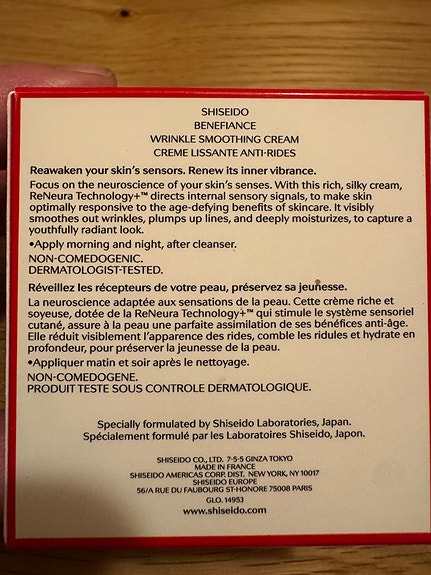 SHISEIDO
BENEFIANCE
WRINKLE SMOOTHING CREAM
CREME LISSANTE ANTI-RIDES
Reawaken your skin's sensors. Renew its inner vibrance.
Focus on the neuroscience of your skin's senses. With this rich, silky cream,
ReNeura Technology+™ directs internal sensory signals, to make skin
optimally responsive to the age-defying benefits of skincare. It visibly
smoothes out wrinkles, plumps up lines, and deeply moisturizes, to capture a
youthfully radiant look.
•Apply morning and night, after cleanser.
NON-COMEDOGENIC.
DERMATOLOGIST-TESTED.
Réveillez les récepteurs de votre peau, préservez sa jeunesse.
La neuroscience adaptée aux sensations de la peau. Cette crème riche et
soyeuse, dotée de la ReNeura Technology+™ qui stimule le système sensoriel
cutané, assure à la peau une parfaite assimilation de ses bénéfices anti-âge.
Elle réduit visiblement l'apparence des rides, comble les ridules et hydrate en
profondeur, pour préserver la jeunesse de la peau.
•Appliquer matin et soir après le nettoyage.
NON-COMEDOGENE.
PRODUIT TESTE SOUS CONTROLE DERMATOLOGIQUE.
Specially formulated by Shiseido Laboratories, Japan.
Spécialement formulé par les Laboratoires Shiseido, Japon.
SHISEIDO CO., LTD. 7-5-5 GINZA TOKYO
MADE IN FRANCE
SHISEIDO AMERICAS CORP. DIST. NEW YORK, NY 10017
SHISEIDO EUROPE
56/A RUE DU FAUBOURG ST-HONORE 75008 PARIS
GLO. 14953
www.shiseido.com